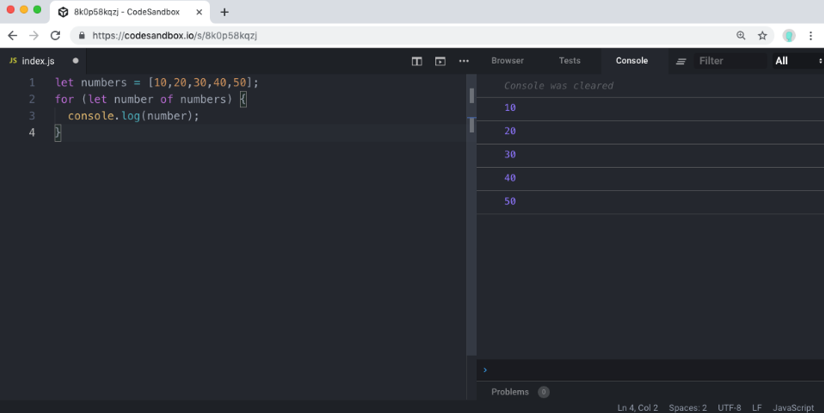 8k0p58kqzj - CodeSandbox
https://codesandbox.io/s/8k0p58kqzj
JS index.js
Browser Tests Console Filter All
1 let numbers = [10,20,30,40,50];
2 for (let number of numbers) {
3 console.log(number);
4 }
Console was cleared
10
20
30
40
50
Problems 0
Ln 4, Col 2 Spaces: 2 UTF-8 LF JavaScript